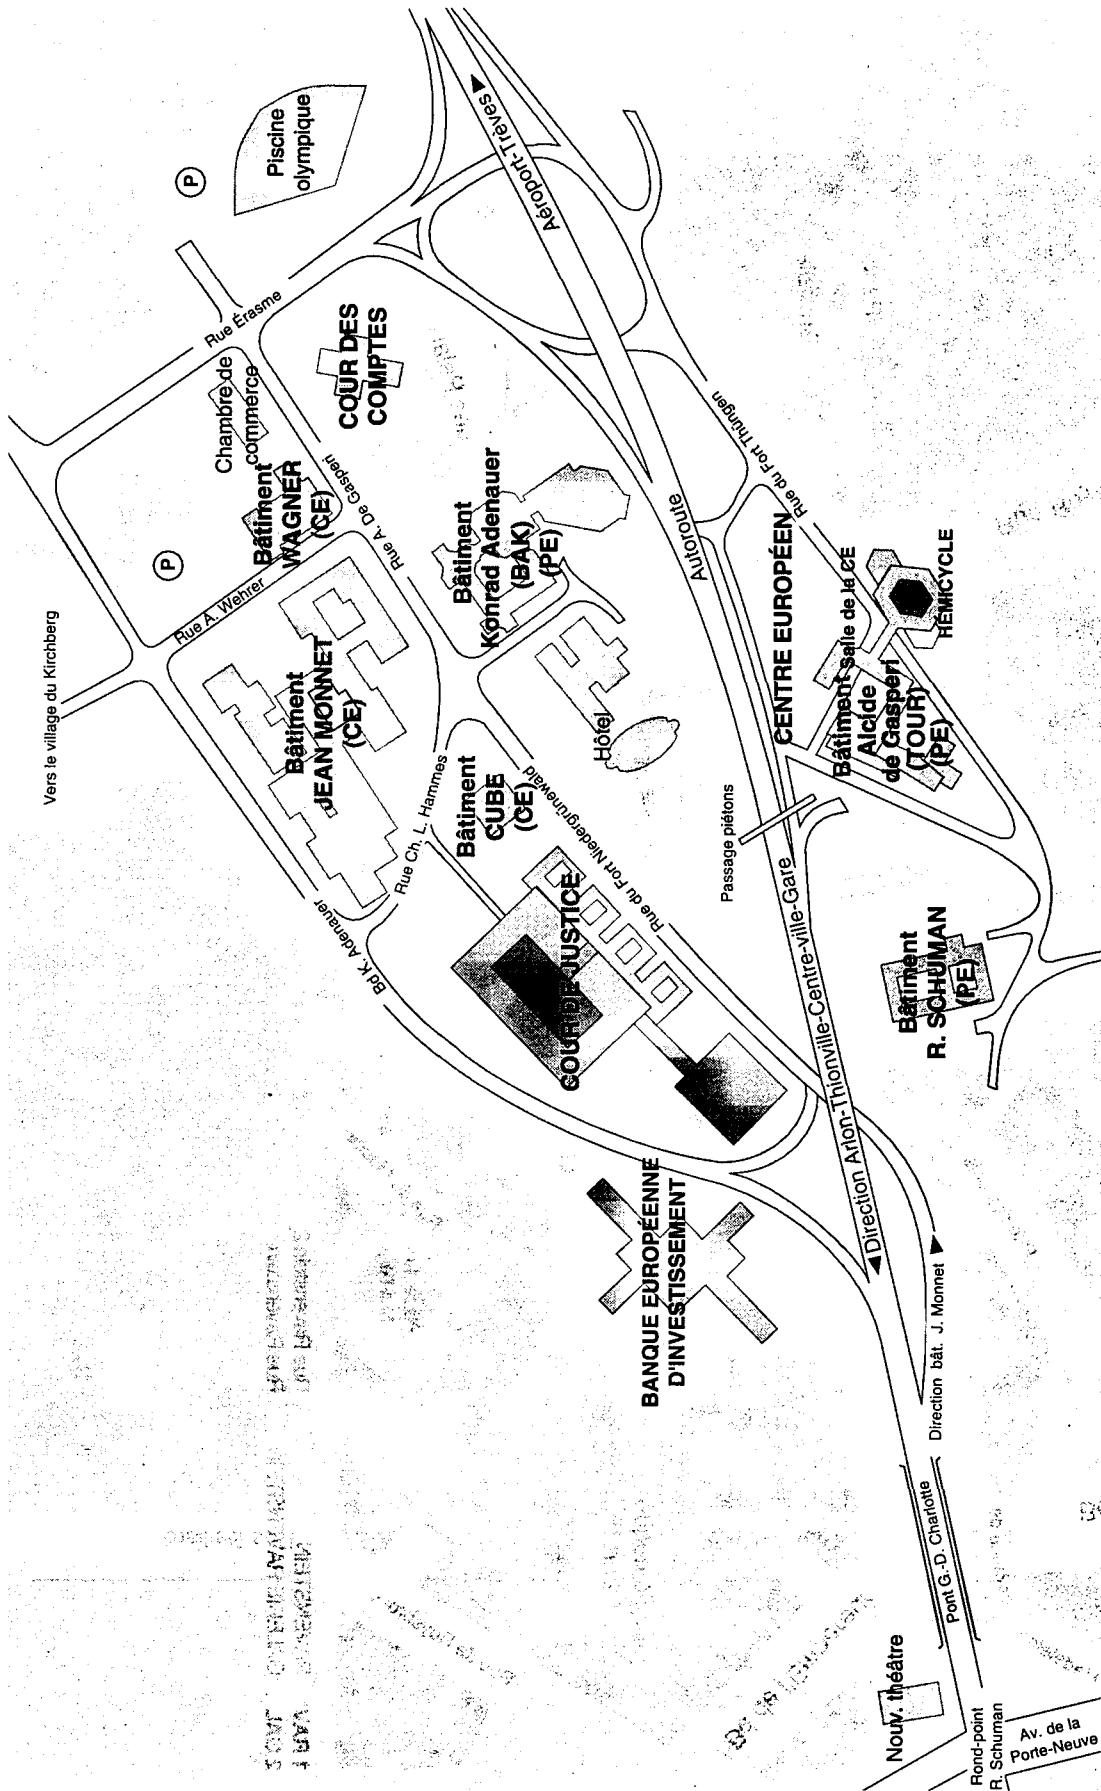 Vers le village du Kirchberg
P
P
Piscine
olympique
Rue Érasme
Chambre de
commerce
Bâtiment
WAGNER
(CE)
COUR DES
COMPTES
Rue A. Wehrer
Rue A. De Gasperi
Bâtiment
JEAN MONNET
(CE)
Bâtiment
Konrad Adenauer
(BAK)
(PE)
Aéroport-Trèves
Autoroute
Rue du Fort Thüngen
Bd K. Adenauer
Rue Ch. L. Hammes
Bâtiment
CUBE
(CE)
Rue du Fort Niedergrünewald
Hôtel
COUR DE JUSTICE
Passage piétons
CENTRE EUROPÉEN
Bâtiment
Alcide
de Gasperi
(TOUR)
(PE)
Salle de la CE
HÉMICYCLE
Bâtiment
R. SCHUMAN
(PE)
BANQUE EUROPÉENNE
D'INVESTISSEMENT
Direction Arlon-Thionville-Centre-ville-Gare
Direction bât. J. Monnet
Pont G.-D. Charlotte
Nouv. théâtre
Rond-point
R. Schuman
Av. de la
Porte-Neuve